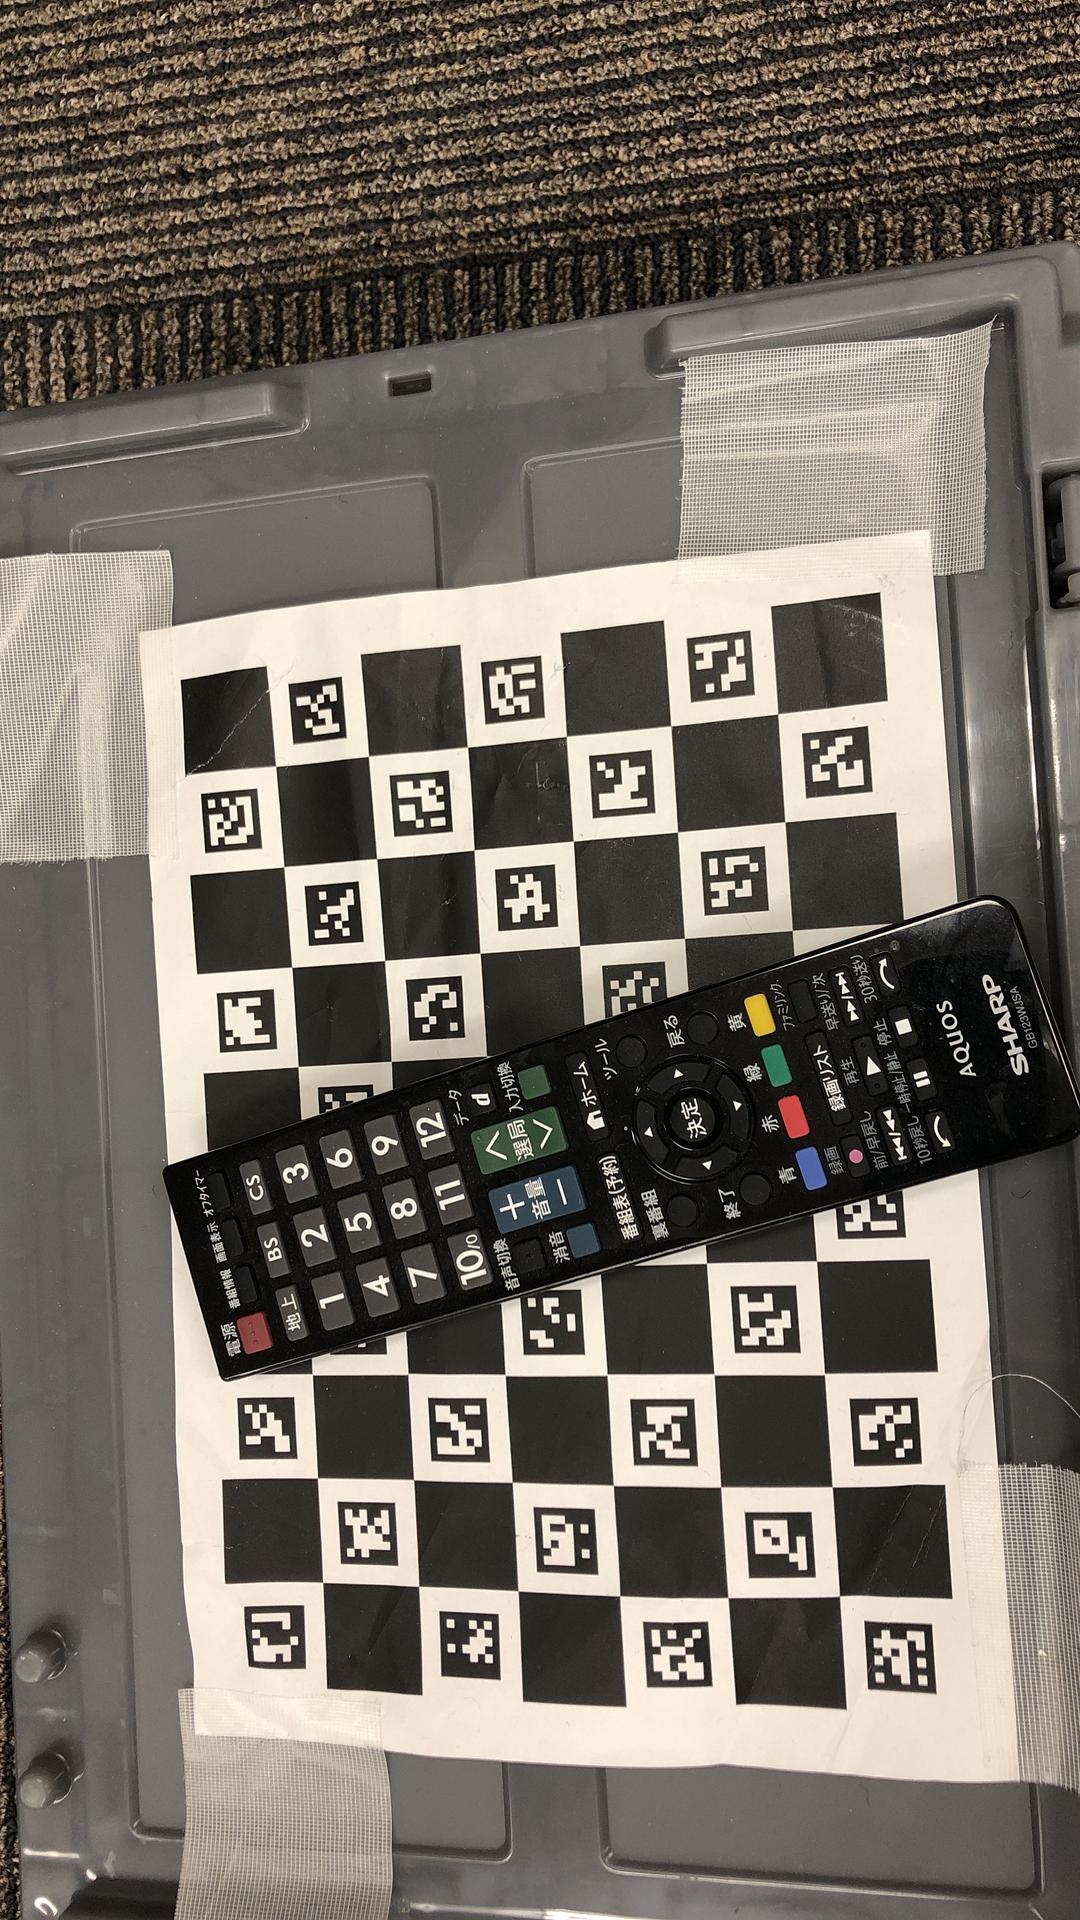 電源 番組情報 画面表示 オフタイマー
地上 BS CS
1 2 3
4 5 6
7 8 9
10/0 11 12
音声切換 データ
d
消音 + 音量 − 選局 入力切換
番組表(予約) ホーム
裏番組 ツール
決定
終了 戻る
青 赤 緑 黄
録画 録画リスト ファミリンク
前/早戻し 再生 早送り/次
一時停止/静止 停止
10秒戻し 30秒送り
AQUOS
SHARP
GB123WJSA